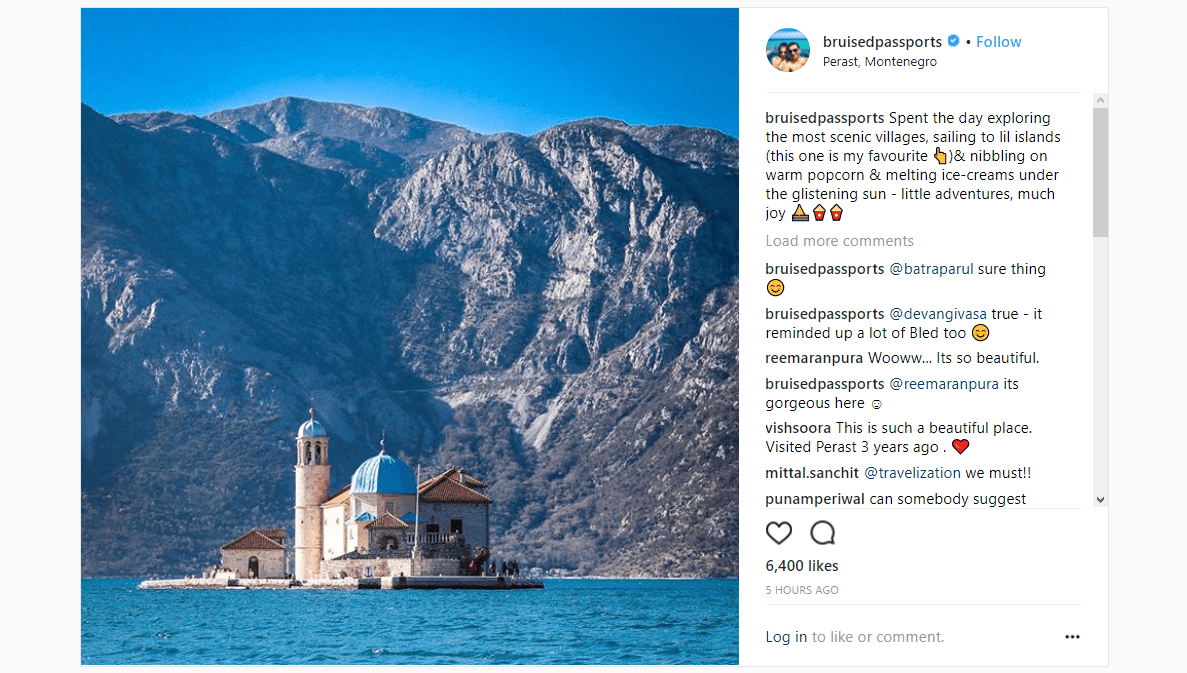 bruisedpassports • Follow
Perast, Montenegro
bruisedpassports Spent the day exploring
the most scenic villages, sailing to lil islands
(this one is my favourite 👆)& nibbling on
warm popcorn & melting ice-creams under
the glistening sun - little adventures, much
joy ⛵🍿🍿
Load more comments
bruisedpassports @batraparul sure thing
😊
bruisedpassports @devangivasa true - it
reminded up a lot of Bled too 😊
reemaranpura Wooww... Its so beautiful.
bruisedpassports @reemaranpura its
gorgeous here ☺
vishsoora This is such a beautiful place.
Visited Perast 3 years ago . ❤️
mittal.sanchit @travelization we must!!
punamperiwal can somebody suggest
6,400 likes
5 HOURS AGO
Log in to like or comment.